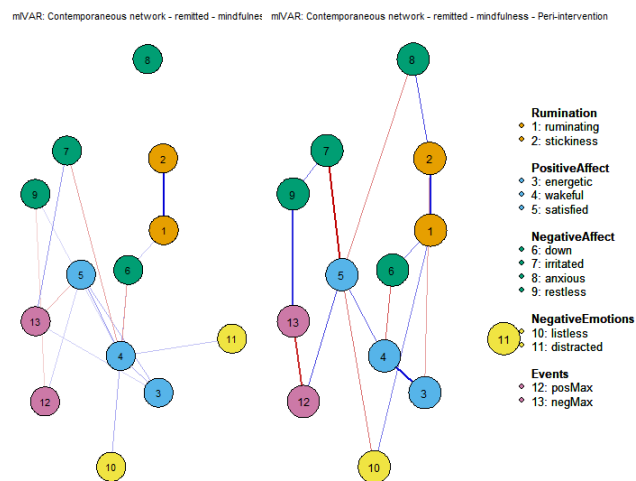 mlVAR: Contemporaneous network - remitted - mindfulnes
mlVAR: Contemporaneous network - remitted - mindfulness - Peri-intervention
8
7
2
9
1
6
5
13
4
11
3
12
10
8
7
2
9
1
6
5
13
4
3
12
10
11
Rumination
1: ruminating
2: stickiness
PositiveAffect
3: energetic
4: wakeful
5: satisfied
NegativeAffect
6: down
7: irritated
8: anxious
9: restless
NegativeEmotions
10: listless
11: distracted
Events
12: posMax
13: negMax